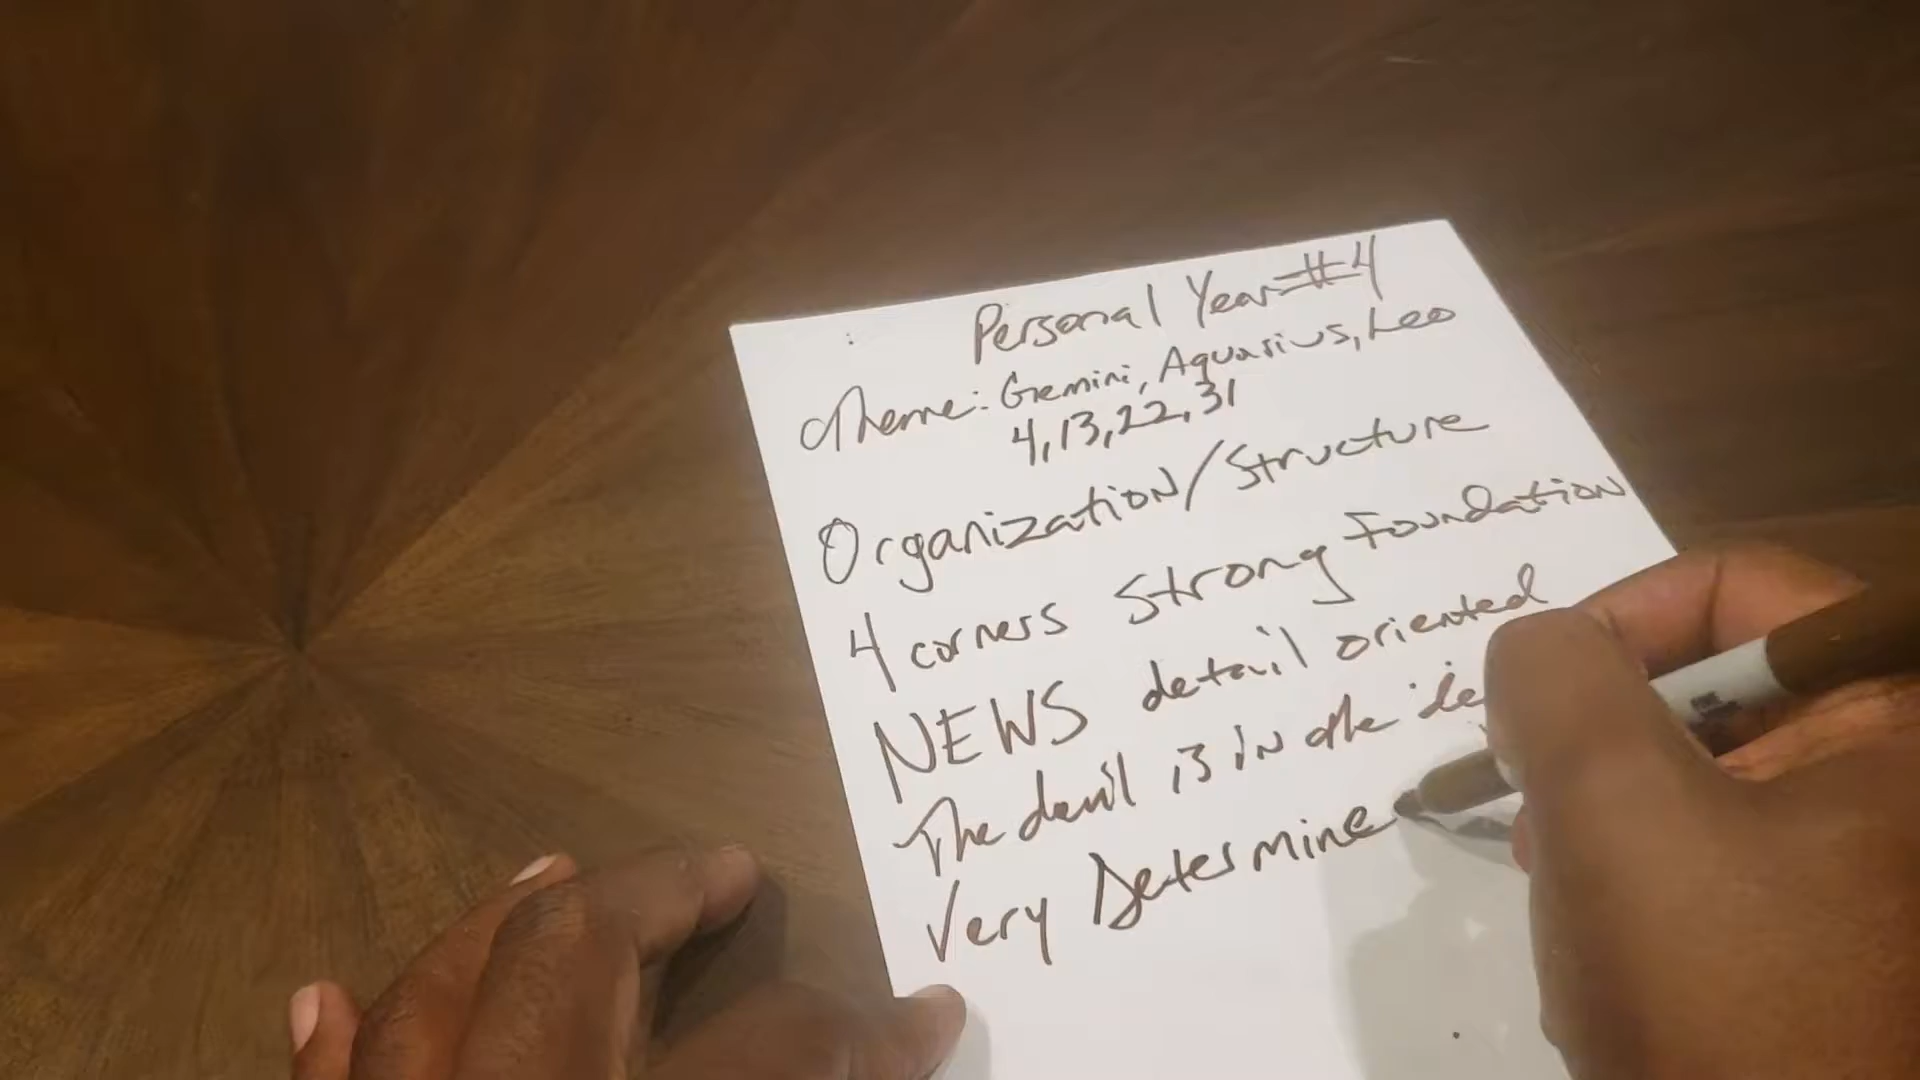 Personal Year #4
Theme: Gemini, Aquarius, Leo
4, 13, 22, 31
Organization/Structure
4 corners strong Foundation
NEWS detail oriented
The devil is in the de
Very Determine